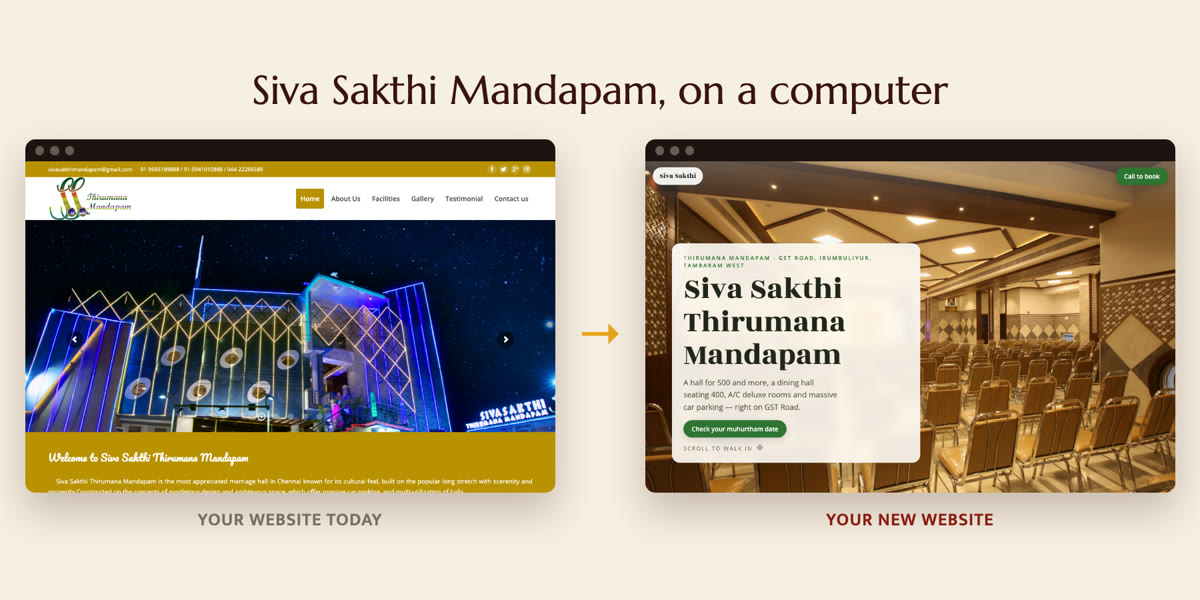 Siva Sakthi Mandapam, on a computer
sivasakthimandapam@gmail.com 91-9566189888 / 91-9941010888 / 044-22266589
Thirumana
Mandapam
Home About Us Facilities Gallery Testimonial Contact us
SIVASAKTHI
THIRUMANA MANDAPAM
Welcome to Siva Sakthi Thirumana Mandapam
Siva Sakthi Thirumana Mandapam is the most appreciated marriage hall in Chennai known for its cultural feel, built on the popular long stretch with scerenity and
YOUR WEBSITE TODAY
Siva Sakthi
Call to book
THIRUMANA MANDAPAM · GST ROAD, IRUMBULIYUR,
TAMBARAM WEST
Siva Sakthi
Thirumana
Mandapam
A hall for 500 and more, a dining hall
seating 400, A/C deluxe rooms and massive
car parking — right on GST Road.
Check your muhurtham date
SCROLL TO WALK IN
YOUR NEW WEBSITE